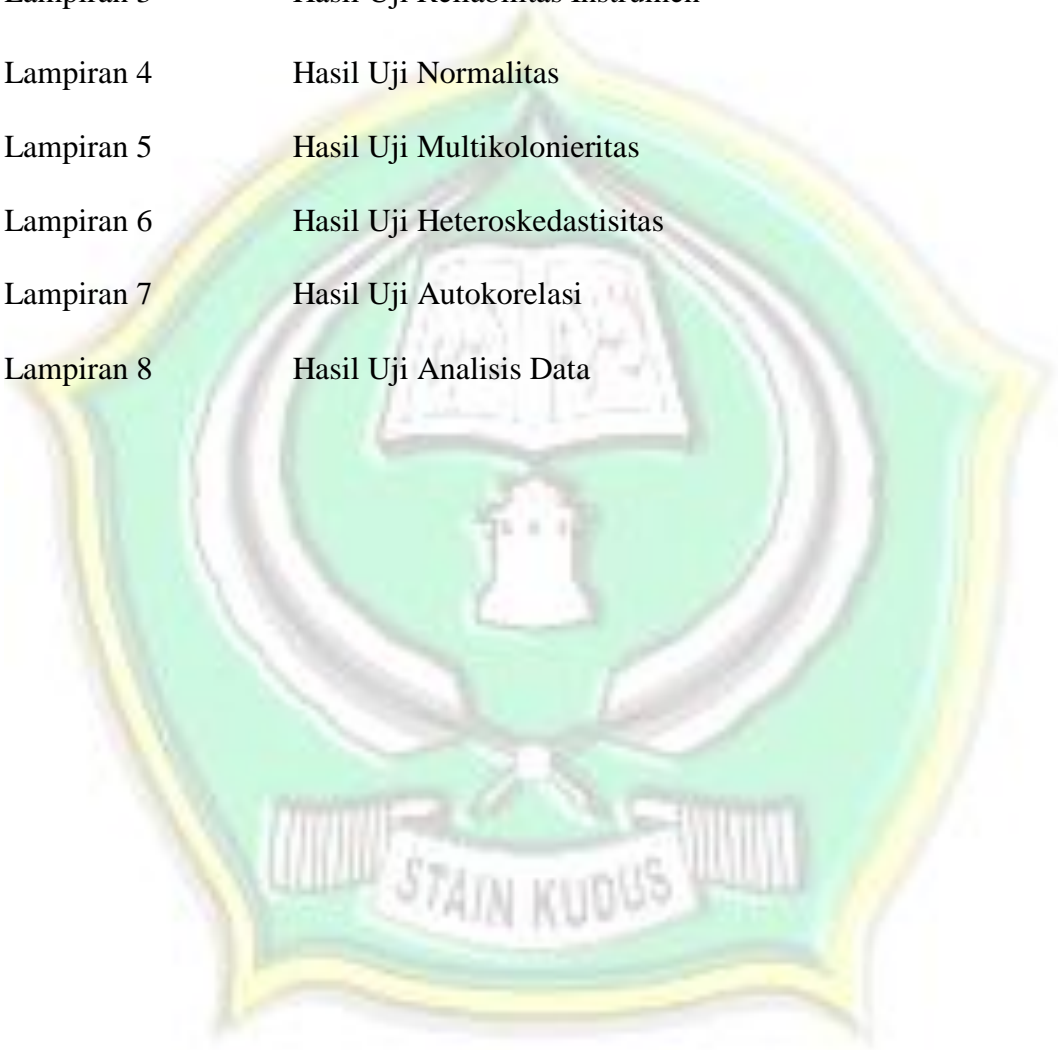 Lampiran 4 Hasil Uji Normalitas
Lampiran 5 Hasil Uji Multikolonieritas
Lampiran 6 Hasil Uji Heteroskedastisitas
Lampiran 7 Hasil Uji Autokorelasi
Lampiran 8 Hasil Uji Analisis Data
STAIN KUDUS